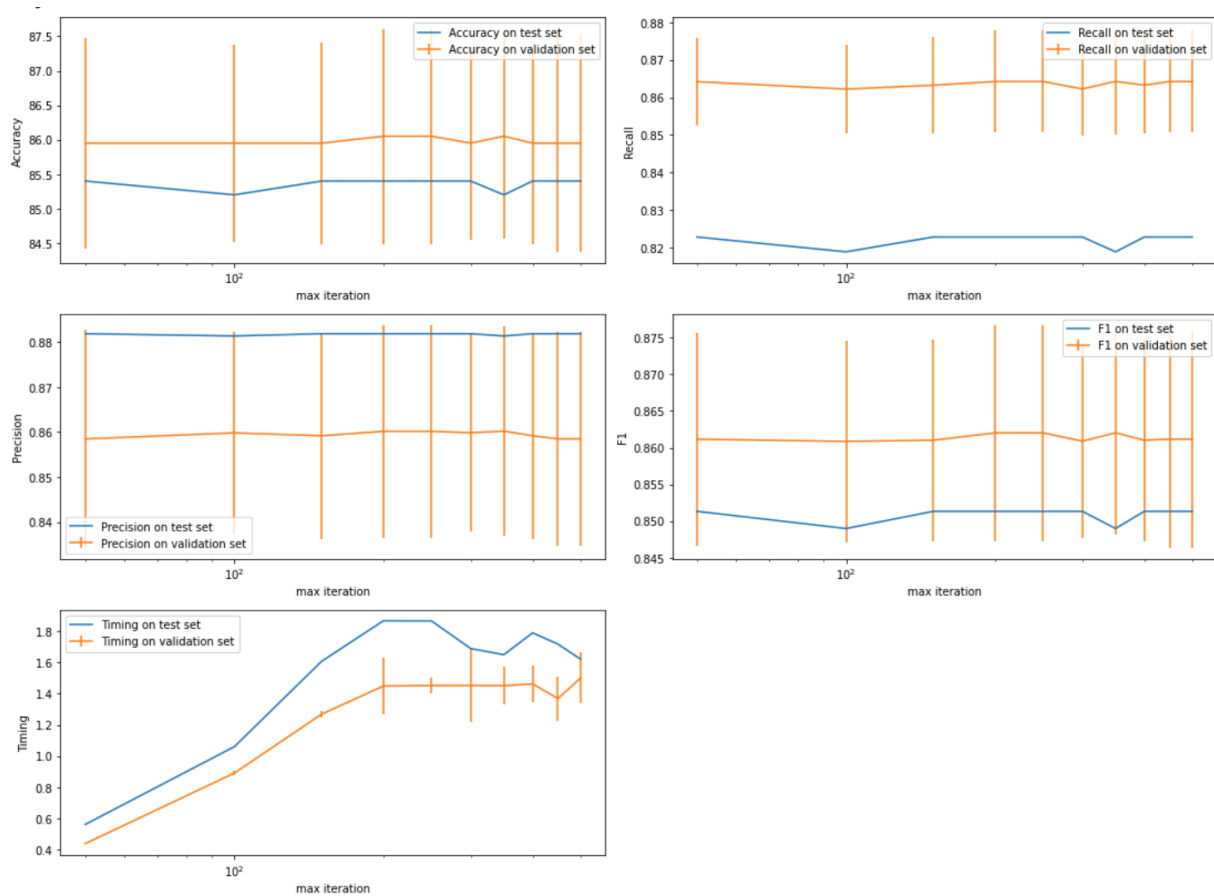 87.5
87.0
86.5
86.0
85.5
85.0
84.5
Accuracy
Accuracy on test set
Accuracy on validation set
10²
max iteration
0.88
0.87
0.86
0.85
0.84
0.83
0.82
Recall
Recall on test set
Recall on validation set
10²
max iteration
0.88
0.87
0.86
0.85
0.84
Precision
Precision on test set
Precision on validation set
10²
max iteration
0.875
0.870
0.865
0.860
0.855
0.850
0.845
F1
F1 on test set
F1 on validation set
10²
max iteration
1.8
1.6
1.4
1.2
1.0
0.8
0.6
0.4
Timing
Timing on test set
Timing on validation set
10²
max iteration